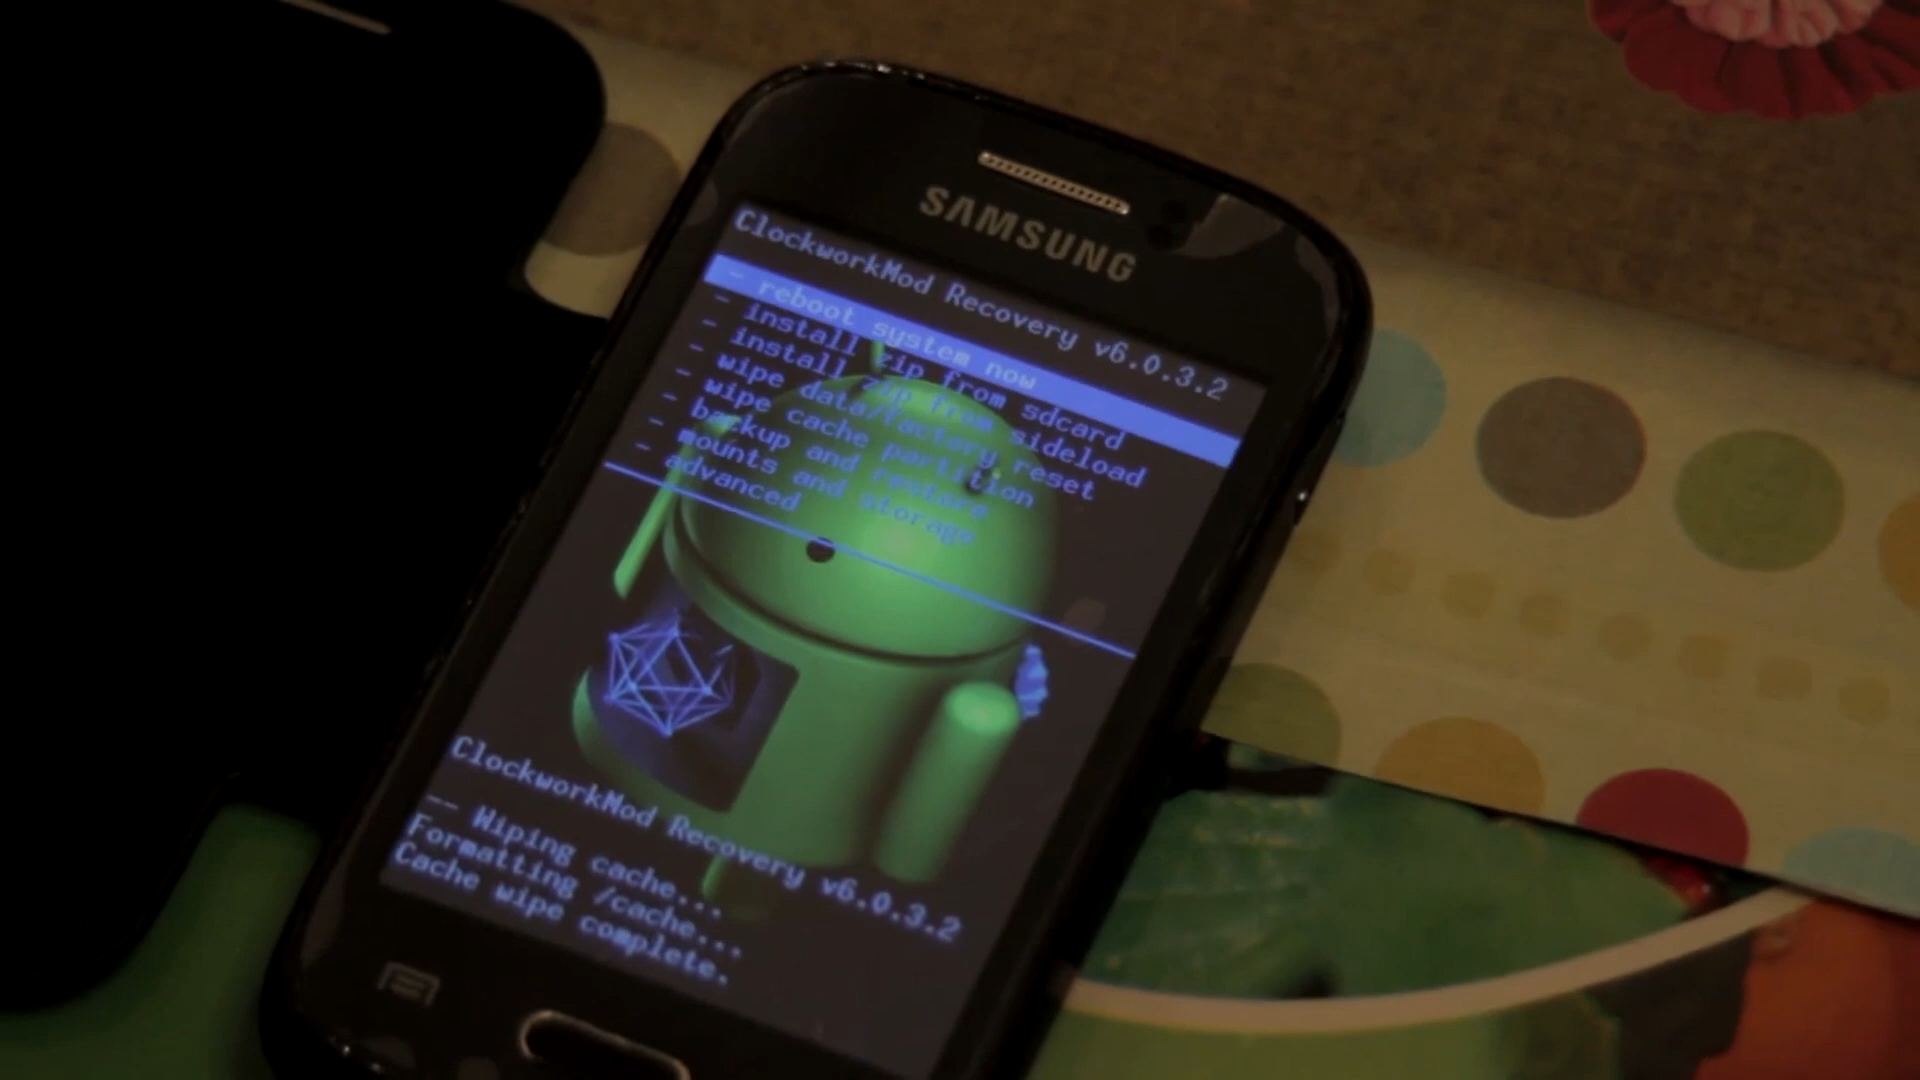 SAMSUNG
ClockworkMod Recovery v6.0.3.2
- reboot system now
- install zip from sdcard
- install zip from sideload
- wipe data/factory reset
- wipe cache partition
- backup and restore
- mounts and storage
- advanced
ClockworkMod Recovery v6.0.3.2
-- Wiping cache...
Formatting /cache...
Cache wipe complete.